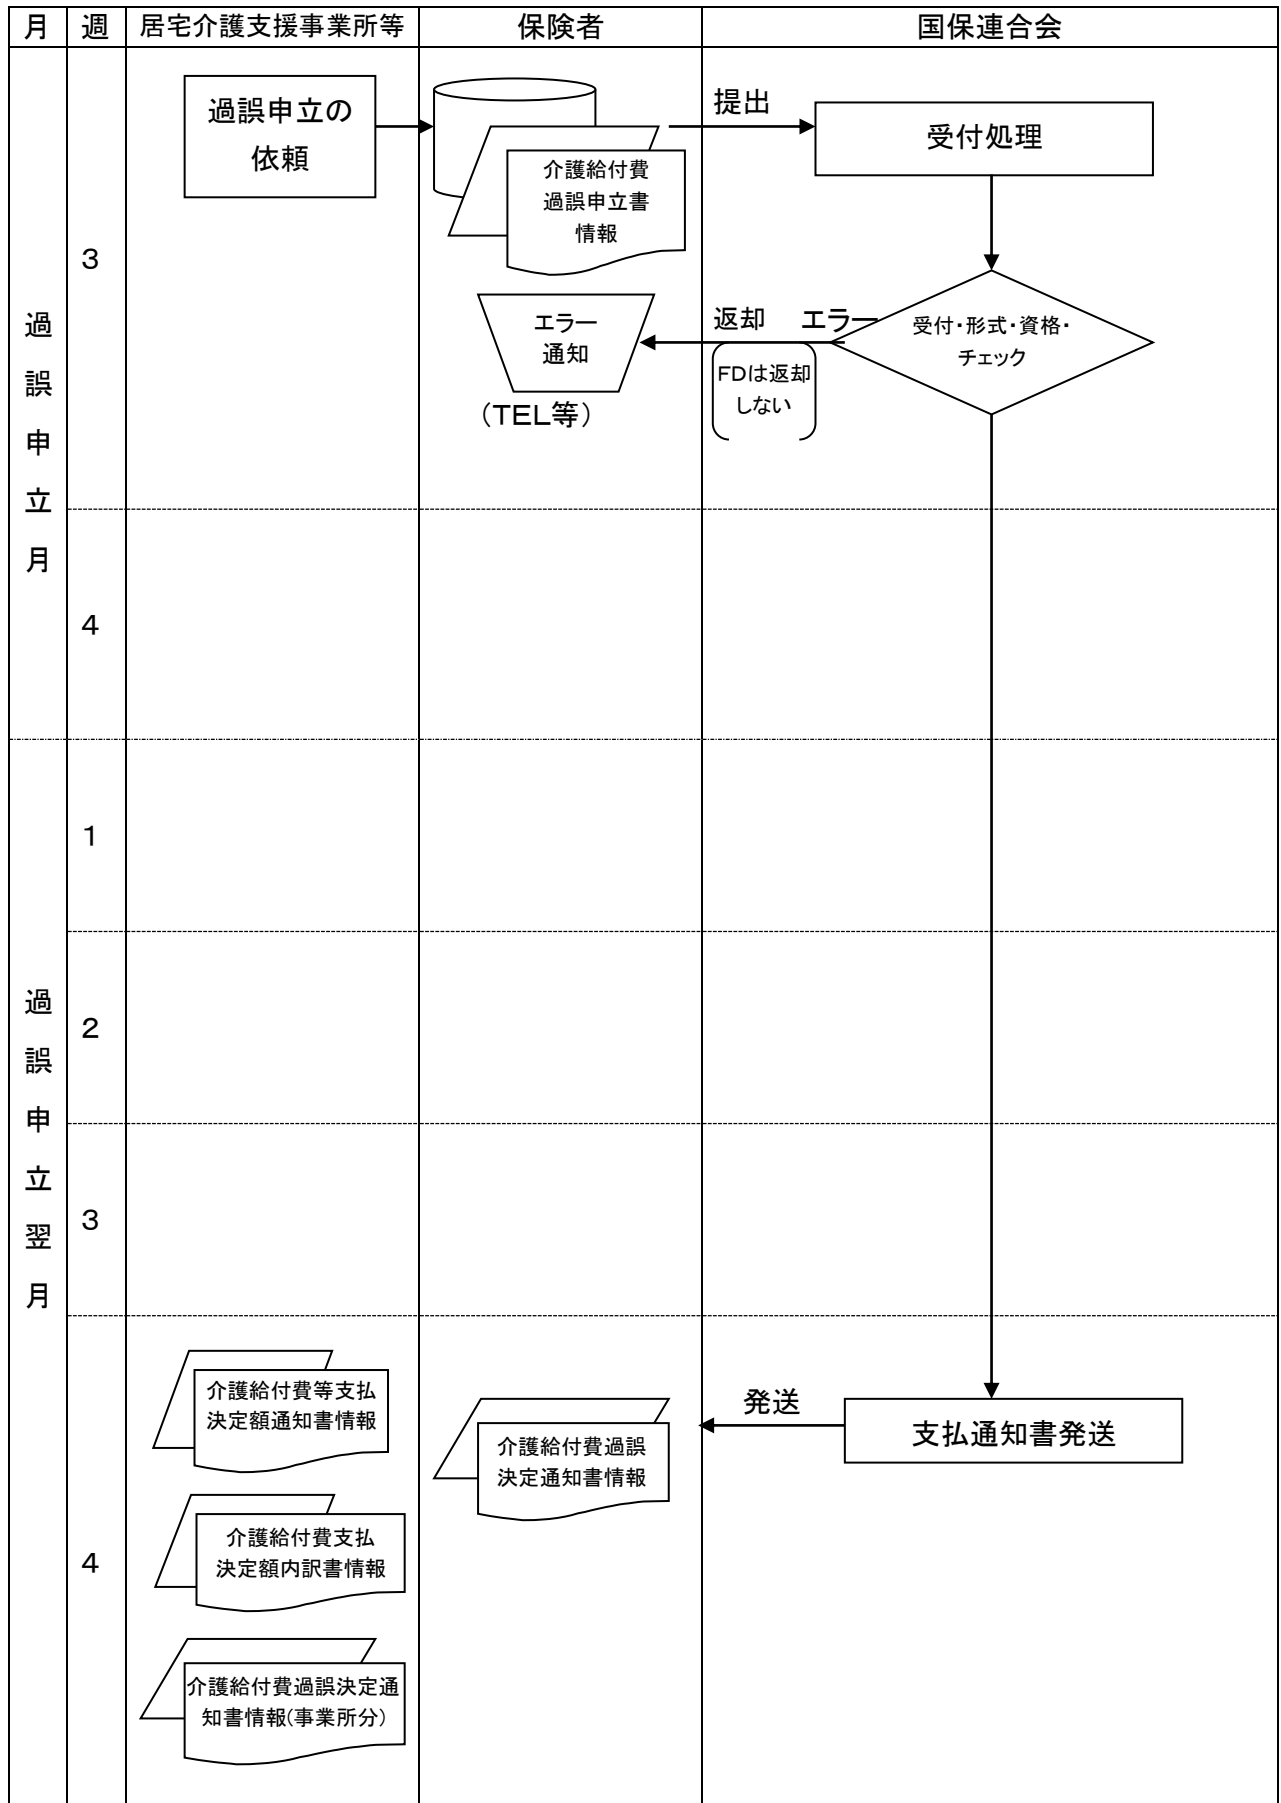 月 週 居宅介護支援事業所等 保険者 国保連合会
過誤申立月
3
過誤申立の
依頼
介護給付費
過誤申立書
情報
提出
受付処理
受付・形式・資格・
チェック
エラー
返却
FDは返却
しない
エラー
通知
（TEL等）
4
過誤申立翌月
1
2
3
4
介護給付費等支払
決定額通知書情報
介護給付費支払
決定額内訳書情報
介護給付費過誤決定通
知書情報(事業所分)
介護給付費過誤
決定通知書情報
発送
支払通知書発送